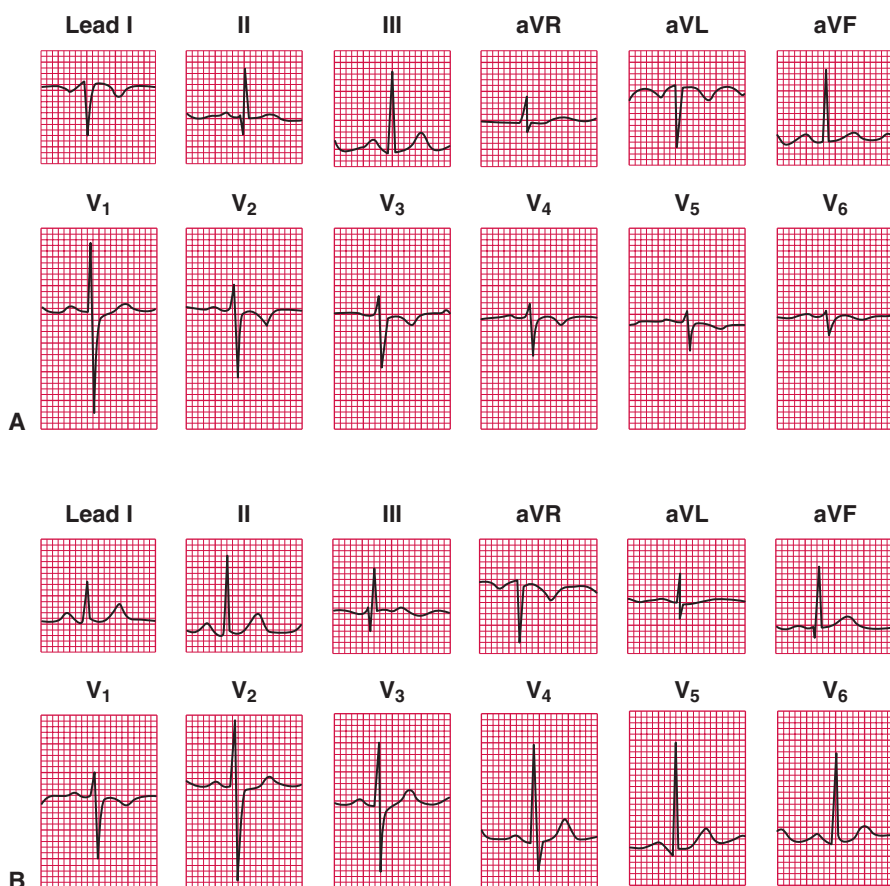 Lead I II III aVR aVL aVF
V1 V2 V3 V4 V5 V6
A
Lead I II III aVR aVL aVF
V1 V2 V3 V4 V5 V6
B